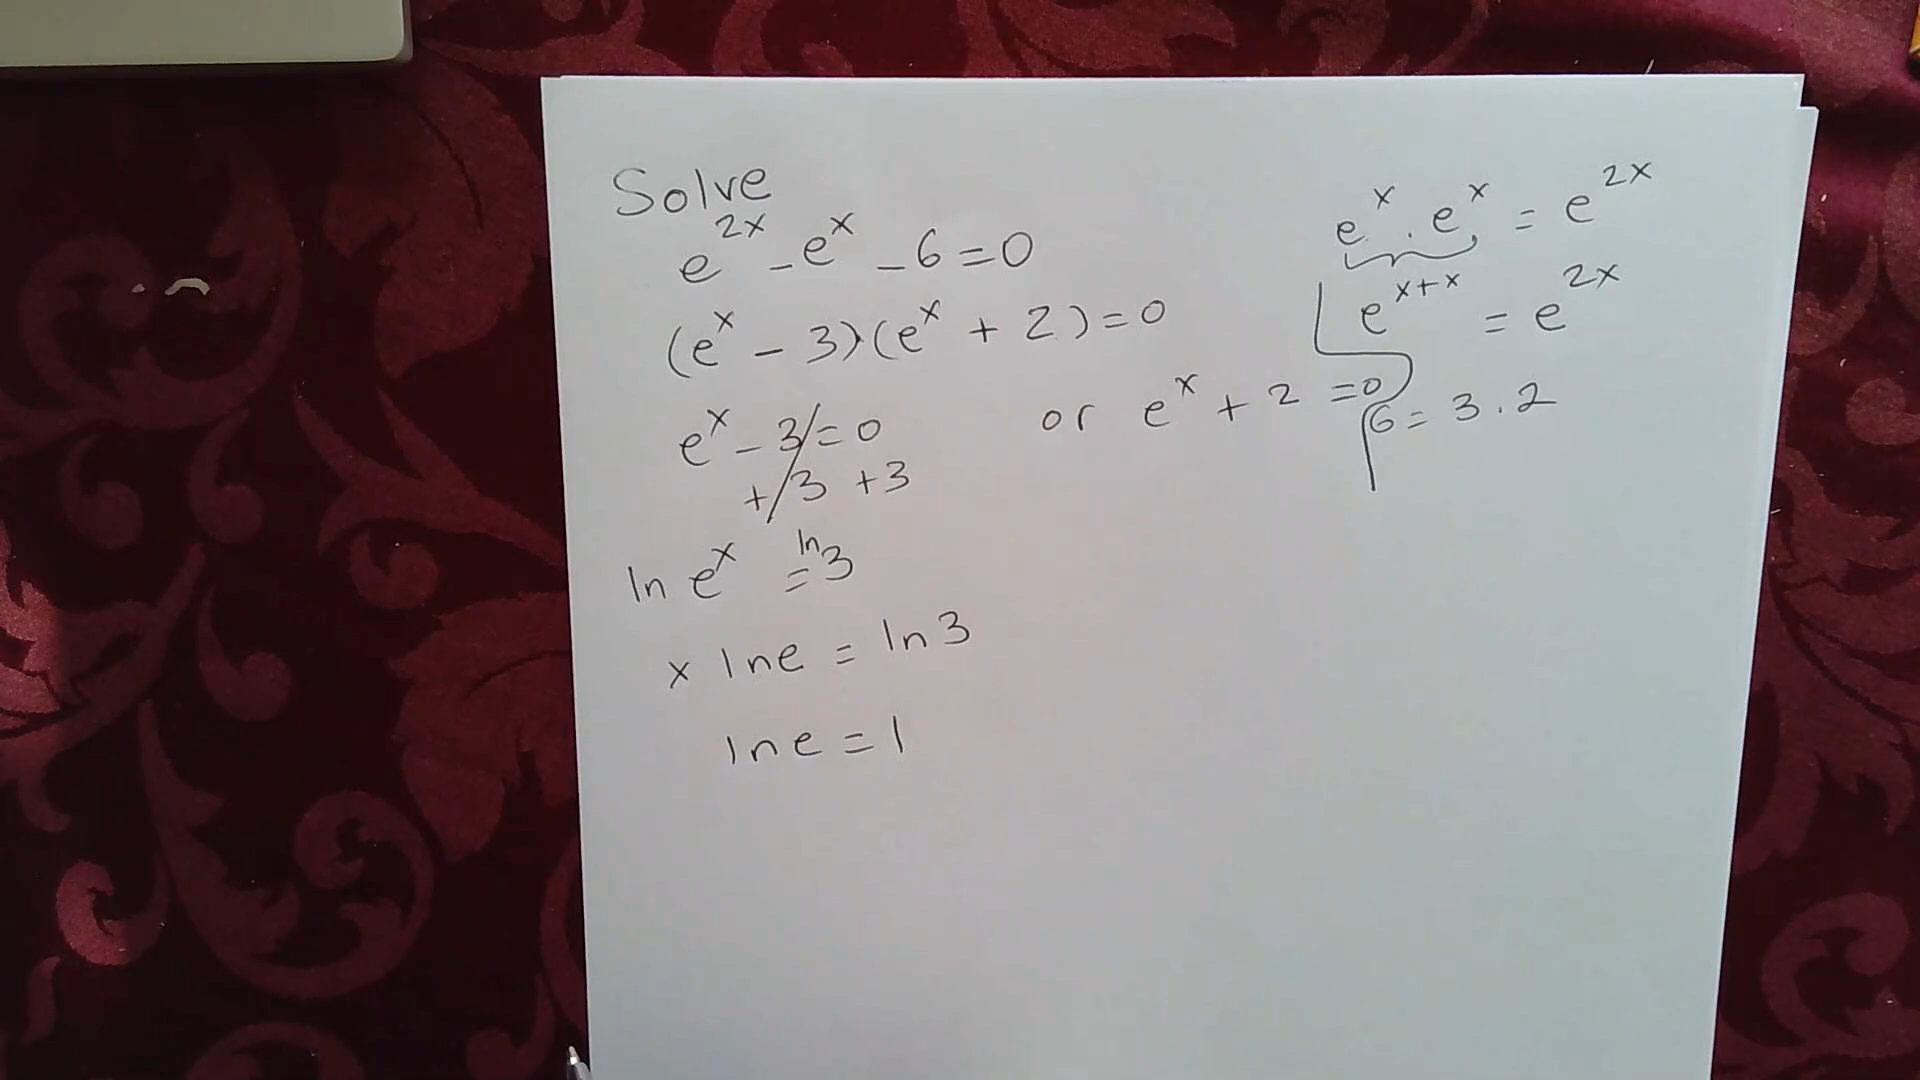 Solve
e^{2x} - e^x - 6 = 0
(e^x - 3)(e^x + 2) = 0
e^x - 3 = 0 or e^x + 2 = 0
+ 3 + 3
ln e^x = ln 3
x ln e = ln 3
ln e = 1
e^x . e^x = e^{2x}
e^{x+x} = e^{2x}
6 = 3 . 2